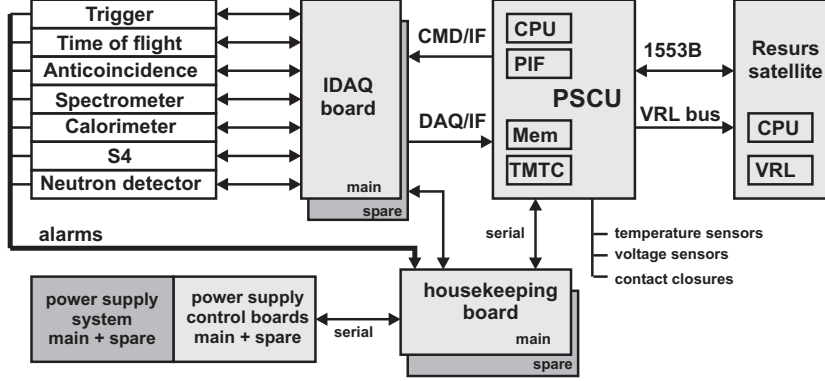 Trigger
Time of flight
Anticoincidence
Spectrometer
Calorimeter
S4
Neutron detector
IDAQ
board
main
spare
CMD/IF
DAQ/IF
CPU
PIF
PSCU
Mem
TMTC
1553B
VRL bus
Resurs
satellite
CPU
VRL
alarms
serial
temperature sensors
voltage sensors
contact closures
power supply
system
main + spare
power supply
control boards
main + spare
serial
housekeeping
board
main
spare